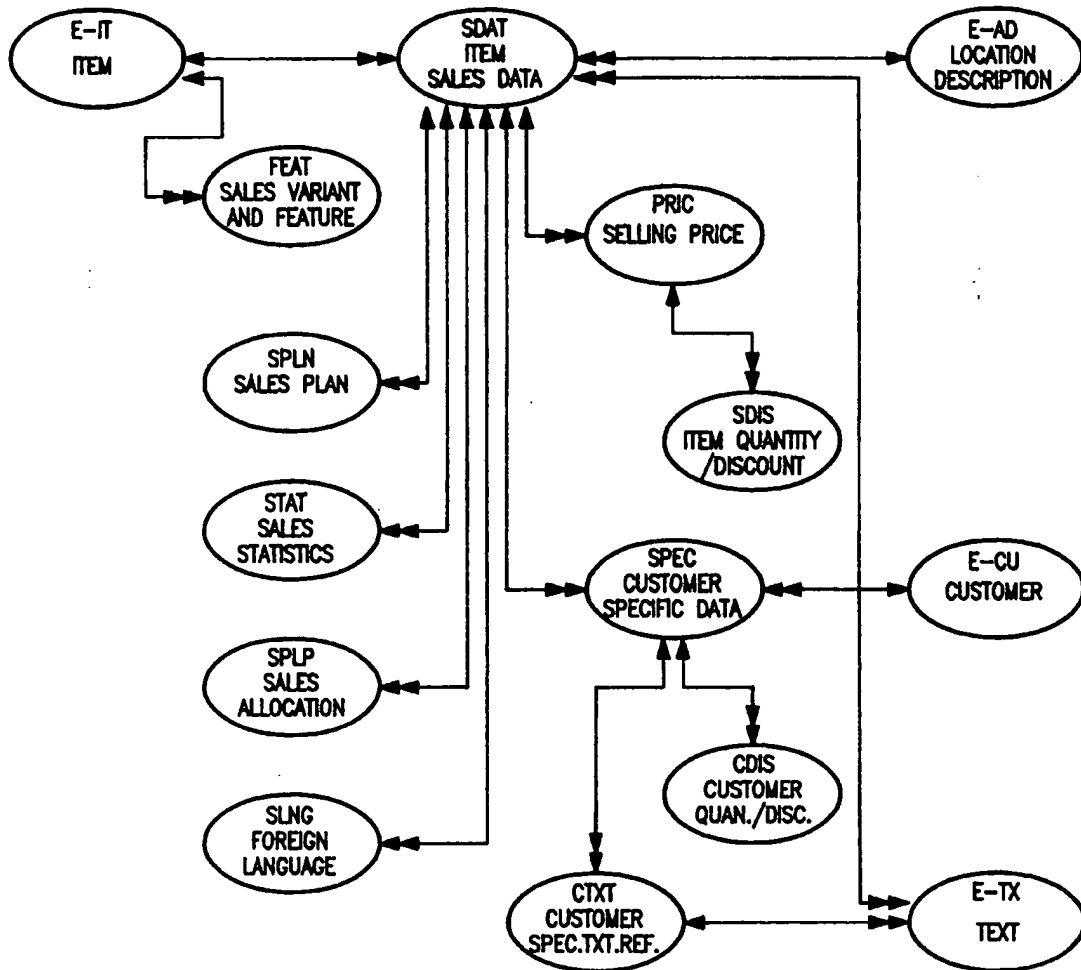 E-IT
ITEM
SDAT
ITEM
SALES DATA
E-AD
LOCATION
DESCRIPTION
FEAT
SALES VARIANT
AND FEATURE
PRIC
SELLING PRICE
SPLN
SALES PLAN
SDIS
ITEM QUANTITY
/DISCOUNT
STAT
SALES
STATISTICS
SPEC
CUSTOMER
SPECIFIC DATA
E-CU
CUSTOMER
SPLP
SALES
ALLOCATION
CDIS
CUSTOMER
QUAN./DISC.
SLNG
FOREIGN
LANGUAGE
CTXT
CUSTOMER
SPEC.TXT.REF.
E-TX
TEXT